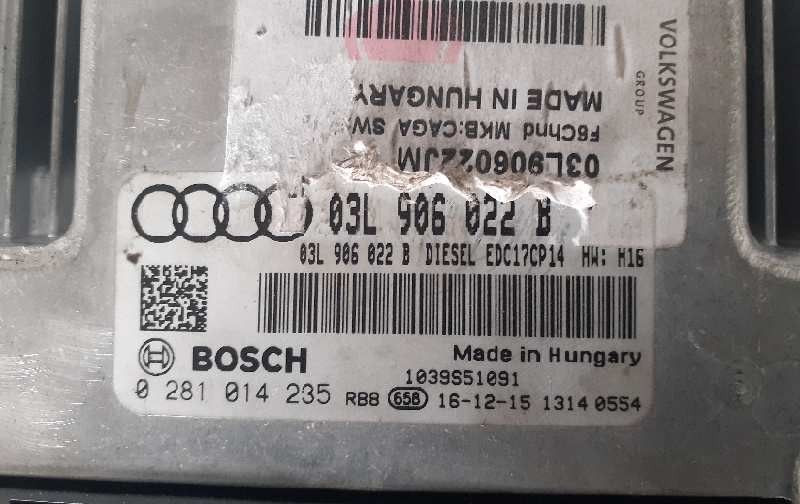 VOLKSWAGEN
GROUP
MADE IN HUNGARY
F6Chnd MKB:CAGA SW:
03L906022JM
03L 906 022 B
03L 906 022 B DIESEL EDC17CP14 HW: H16
BOSCH
Made in Hungary
1039S51091
0 281 014 235 RB8 658 16-12-15 1314 0554